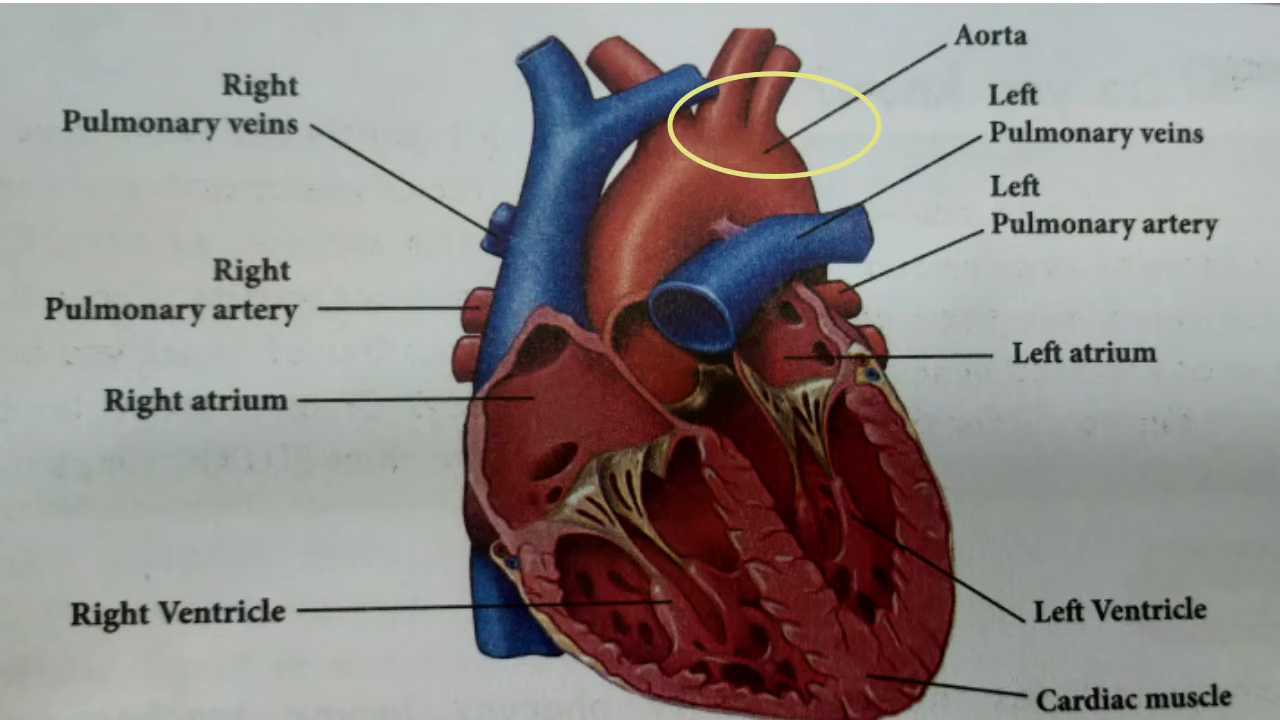 Right
Pulmonary veins
Right
Pulmonary artery
Right atrium
Right Ventricle
Aorta
Left
Pulmonary veins
Left
Pulmonary artery
Left atrium
Left Ventricle
Cardiac muscle